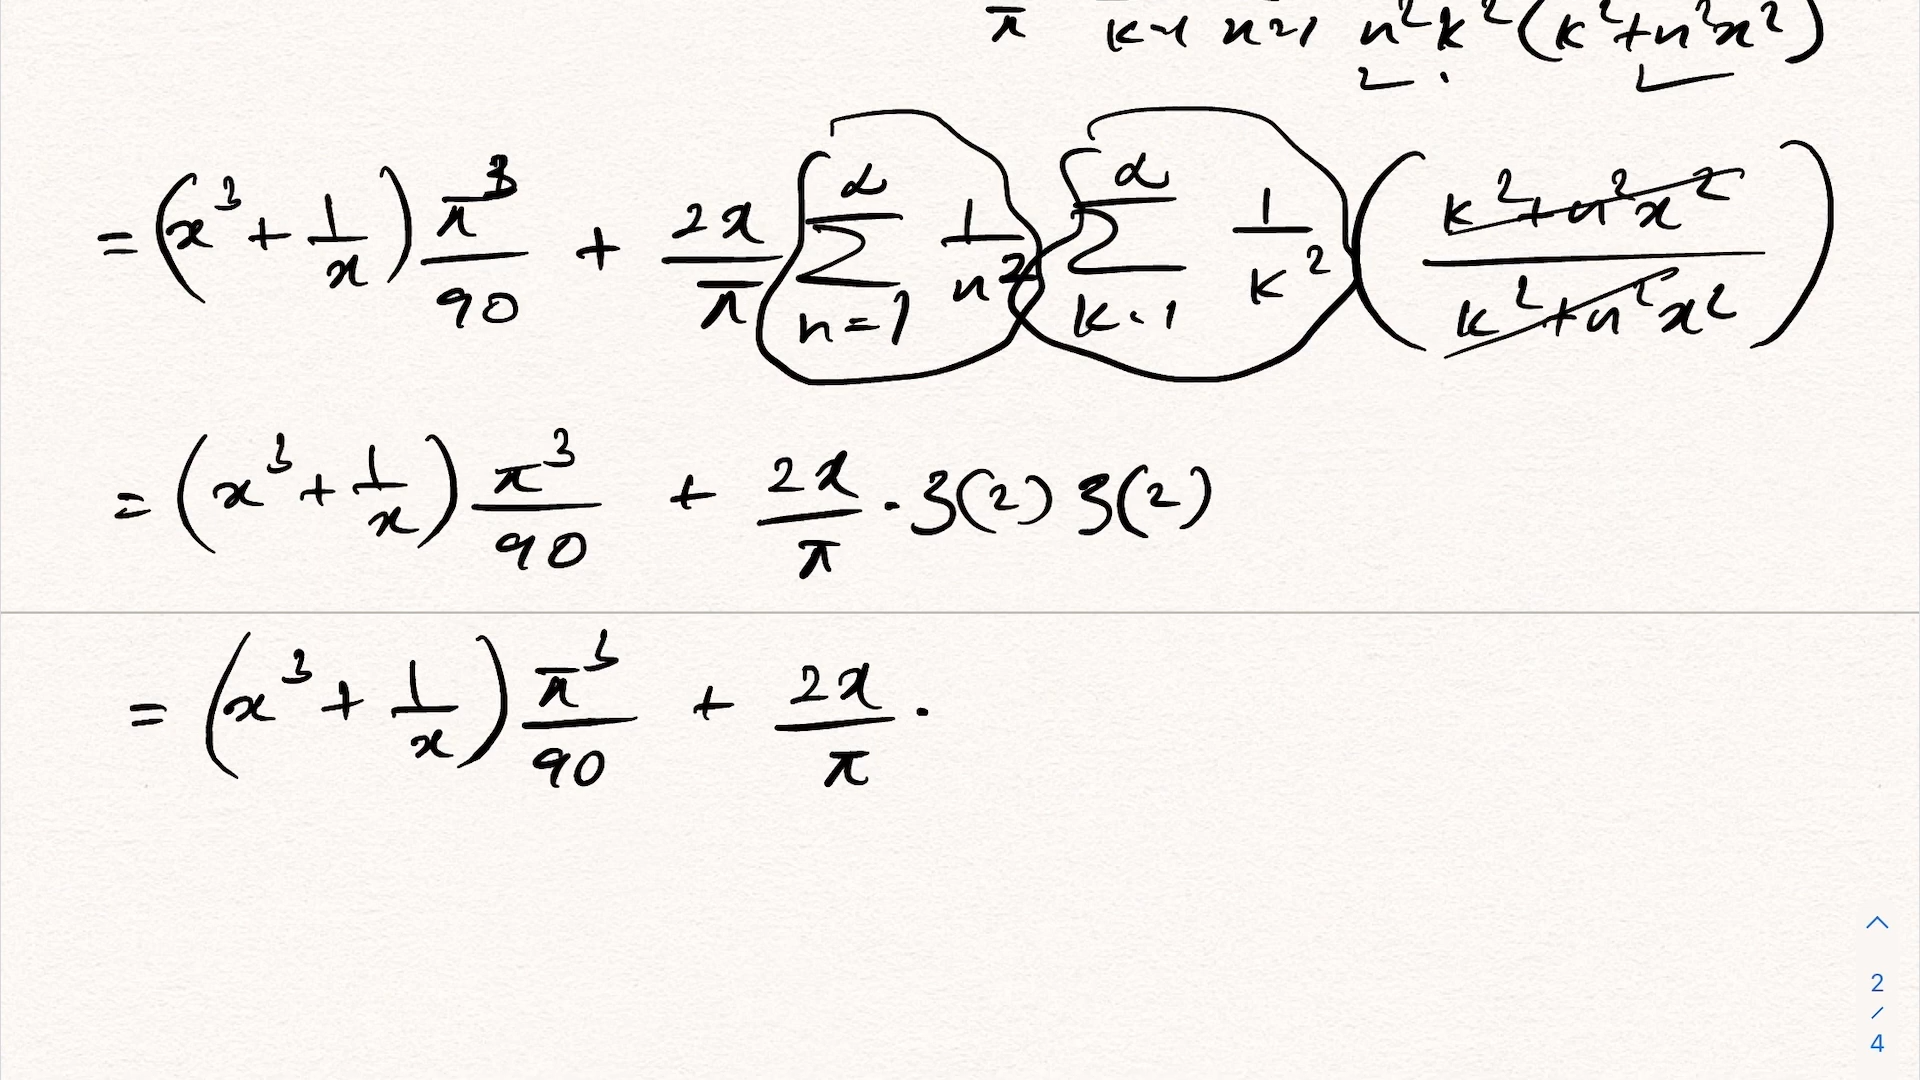 π k=1 n=1 n²k²(k²+n²x²)
= (x³ + 1/x) π³/90 + 2x/π ∑_{n=1}^{α} 1/n² ∑_{k=1}^{α} 1/k² ( (k²+n²x²)/(k²+n²x²) )
= (x³ + 1/x) π³/90 + 2x/π · ζ(2) ζ(2)
= (x³ + 1/x) π³/90 + 2x/π ·
2
/
4